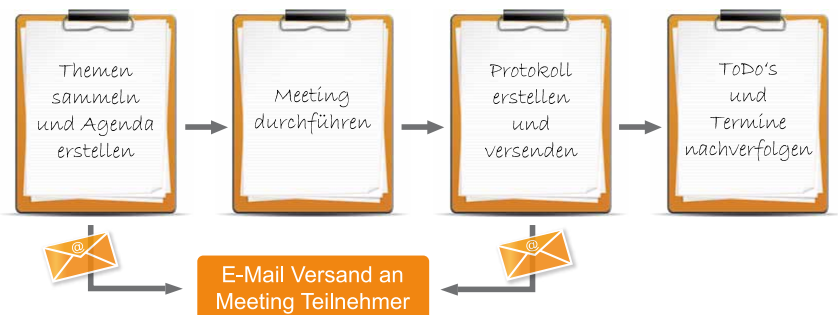 Themen
sammeln
und Agenda
erstellen
Meeting
durchführen
Protokoll
erstellen
und
versenden
ToDo's
und
Termine
nachverfolgen
@
@
E-Mail Versand an
Meeting Teilnehmer